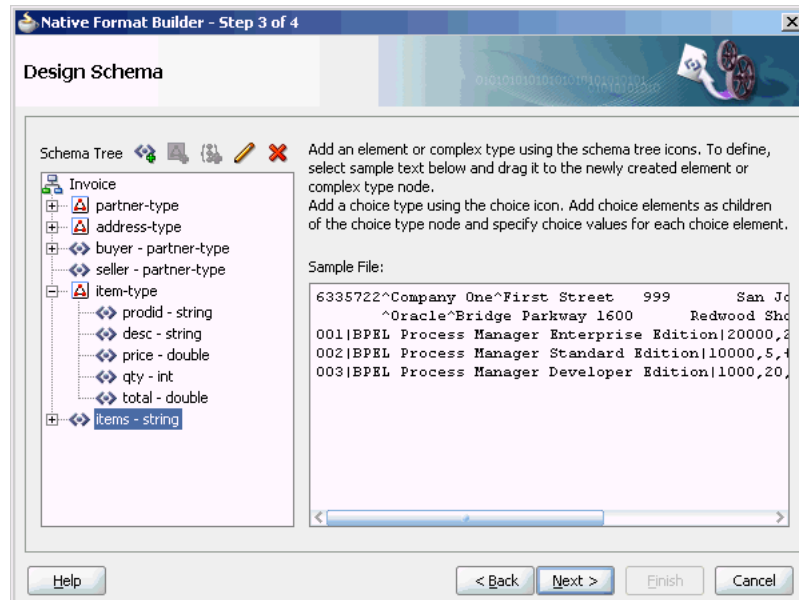 Native Format Builder - Step 3 of 4
Design Schema
Schema Tree
Invoice
partner-type
address-type
buyer - partner-type
seller - partner-type
item-type
prodid - string
desc - string
price - double
qty - int
total - double
items - string
Add an element or complex type using the schema tree icons. To define,
select sample text below and drag it to the newly created element or
complex type node.
Add a choice type using the choice icon. Add choice elements as children
of the choice type node and specify choice values for each choice element.
Sample File:
6335722^Company One^First Street 999 San Jo
^Oracle^Bridge Parkway 1600 Redwood Sho
001|BPEL Process Manager Enterprise Edition|20000,2
002|BPEL Process Manager Standard Edition|10000,5,+
003|BPEL Process Manager Developer Edition|1000,20,
Help
< Back
Next >
Finish
Cancel